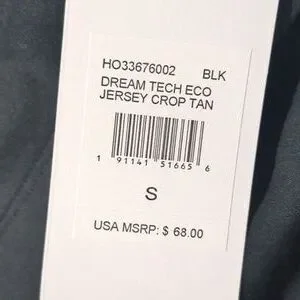 HO33676002 BLK
DREAM TECH ECO
JERSEY CROP TAN
1 91141 51665 6
S
USA MSRP: $ 68.00